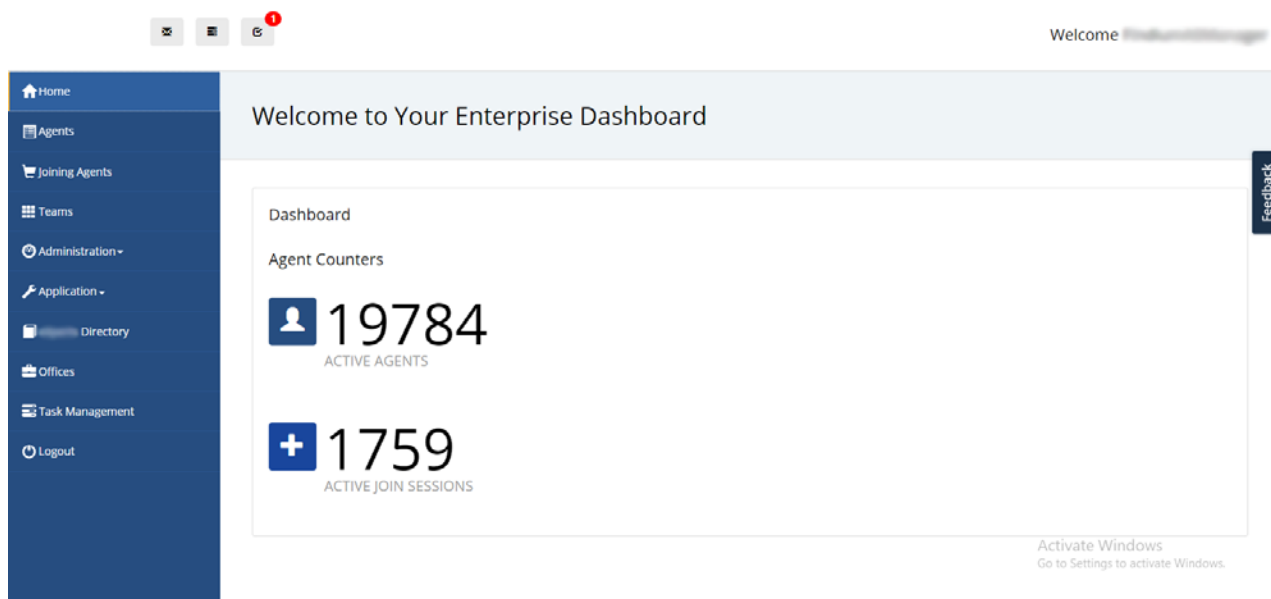 1
Welcome
Home
Agents
Joining Agents
Teams
Administration
Application
Directory
Offices
Task Management
Logout
Welcome to Your Enterprise Dashboard
Feedback
Dashboard
Agent Counters
19784
ACTIVE AGENTS
1759
ACTIVE JOIN SESSIONS
Activate Windows
Go to Settings to activate Windows.